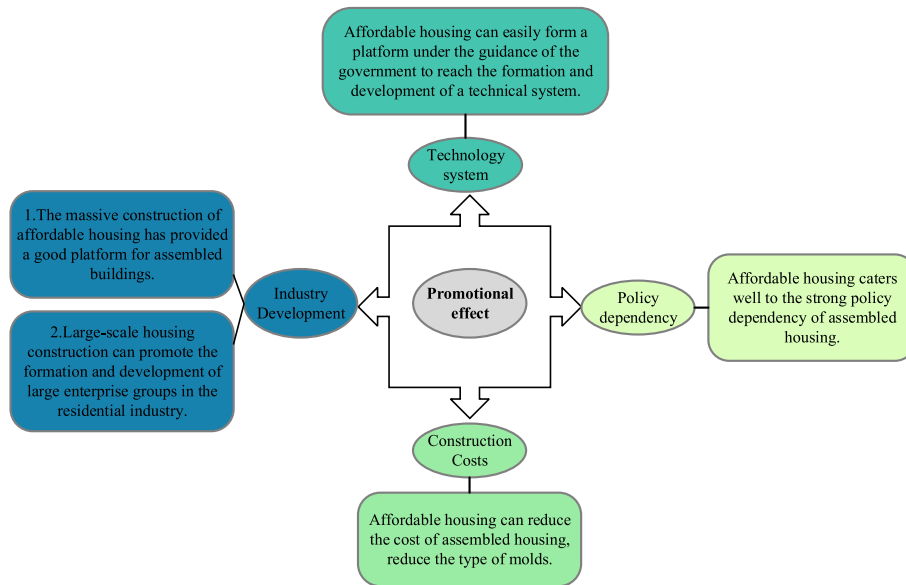 Affordable housing can easily form a
platform under the guidance of the
government to reach the formation and
development of a technical system.
Technology
system
1.The massive construction of
affordable housing has provided
a good platform for assembled
buildings.
2.Large-scale housing
construction can promote the
formation and development of
large enterprise groups in the
residential industry.
Industry
Development
Promotional
effect
Policy
dependency
Affordable housing caters
well to the strong policy
dependency of assembled
housing.
Construction
Costs
Affordable housing can reduce
the cost of assembled housing,
reduce the type of molds.